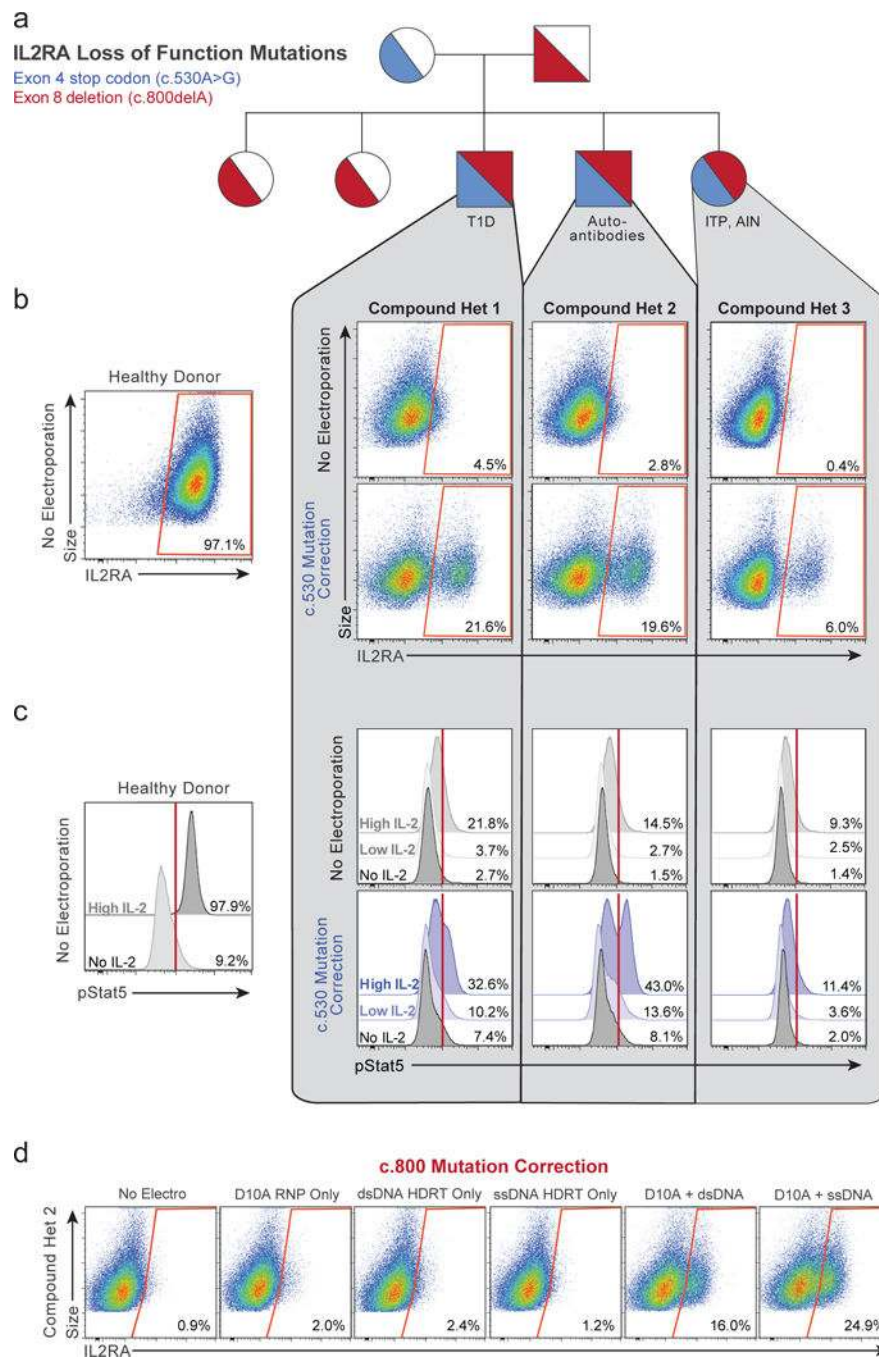 a
IL2RA Loss of Function Mutations
Exon 4 stop codon (c.530A>G)
Exon 8 deletion (c.800delA)
T1D
Auto-
antibodies
ITP, AIN
b
Compound Het 1
Compound Het 2
Compound Het 3
Healthy Donor
No Electroporation
Size
97.1%
IL2RA
No Electroporation
4.5%
2.8%
0.4%
c.530 Mutation
Correction
Size
21.6%
19.6%
6.0%
IL2RA
c
Healthy Donor
No Electroporation
High IL-2 97.9%
No IL-2 9.2%
pStat5
No Electroporation
High IL-2 21.8% 14.5% 9.3%
Low IL-2 3.7% 2.7% 2.5%
No IL-2 2.7% 1.5% 1.4%
c.530 Mutation
Correction
High IL-2 32.6% 43.0% 11.4%
Low IL-2 10.2% 13.6% 3.6%
No IL-2 7.4% 8.1% 2.0%
pStat5
d
c.800 Mutation Correction
No Electro D10A RNP Only dsDNA HDRT Only ssDNA HDRT Only D10A + dsDNA D10A + ssDNA
Compound Het 2
Size
0.9% 2.0% 2.4% 1.2% 16.0% 24.9%
IL2RA